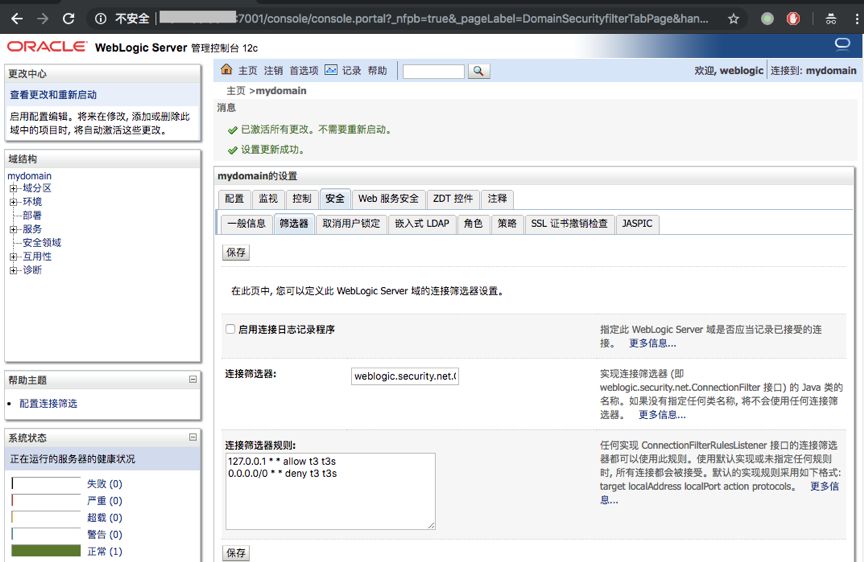 不安全
7001/console/console.portal?_nfpb=true&_pageLabel=DomainSecurityfilterTabPage&han...
ORACLE WebLogic Server 管理控制台 12c
更改中心
查看更改和重新启动
启用配置编辑。将来在修改, 添加或删除此
域中的项目时, 将自动激活这些更改。
域结构
mydomain
域分区
环境
部署
服务
安全领域
互用性
诊断
帮助主题
配置连接筛选
系统状态
正在运行的服务器的健康状况
失败 (0)
严重 (0)
超载 (0)
警告 (0)
正常 (1)
主页 注销 首选项 记录 帮助
欢迎, weblogic 连接到: mydomain
主页 >mydomain
消息
已激活所有更改。不需要重新启动。
设置更新成功。
mydomain的设置
配置 监视 控制 安全 Web 服务安全 ZDT 控件 注释
一般信息 筛选器 取消用户锁定 嵌入式 LDAP 角色 策略 SSL 证书撤销检查 JASPIC
保存
在此页中, 您可以定义此 WebLogic Server 域的连接筛选器设置。
启用连接日志记录程序
指定此 WebLogic Server 域是否应当记录已接受的连
接。 更多信息...
连接筛选器:
weblogic.security.net.
实现连接筛选器 (即
weblogic.security.net.ConnectionFilter 接口) 的 Java 类的
名称。如果没有指定任何类名称, 将不会使用任何连接筛
选器。 更多信息...
连接筛选器规则:
127.0.0.1 * * allow t3 t3s
0.0.0.0/0 * * deny t3 t3s
任何实现 ConnectionFilterRulesListener 接口的连接筛选
器都可以使用此规则。使用默认实现或未指定任何规则
时, 所有连接都会被接受。默认的实现规则采用如下格式:
target localAddress localPort action protocols。 更多信
息...
保存